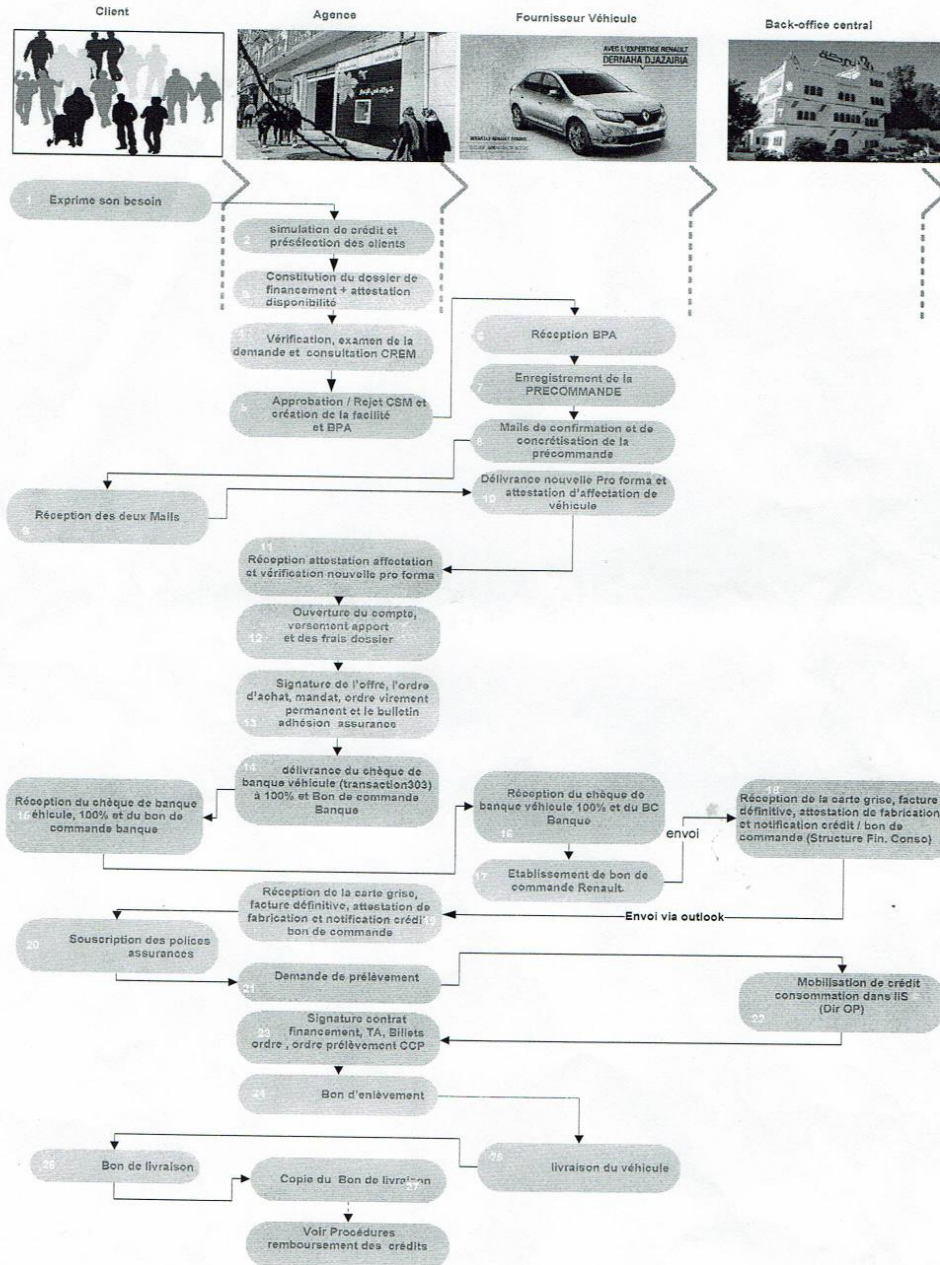 Client
Agence
Fournisseur Véhicule
Back-office central
AVEC L'EXPERTISE RENAULT
DERNAHA DJAZAIRIA
NOUVELLE RENAULT SYMBOL
1 Exprime son besoin
2 simulation de crédit et
présélection des clients
3 Constitution du dossier de
financement + attestation
disponibilité
Vérification, examen de la
demande et consultation CREM
5 Approbation / Rejet CSM et
création de la facilité
et BPA
6 Réception BPA
7 Enregistrement de la
PRECOMMANDE
8 Mails de confirmation et de
concrétisation de la
précommande
9 Réception des deux Mails
10 Délivrance nouvelle Pro forma et
attestation d'affectation de
véhicule
11
Réception attestation affectation
et vérification nouvelle pro forma
12 Ouverture du compte,
versement apport
et des frais dossier
13 Signature de l'offre, l'ordre
d'achat, mandat, ordre virement
permanent et le bulletin
adhésion assurance
14 délivrance du chèque de
banque véhicule (transaction303)
à 100% et Bon de commande
Banque
15 Réception du chèque de banque
véhicule, 100% et du bon de
commande banque
16 Réception du chèque de
banque véhicule 100% et du BC
Banque
17 Etablissement de bon de
commande Renault
envoi
18
Réception de la carte grise, facture
définitive, attestation de fabrication
et notification crédit / bon de
commande (Structure Fin. Conso)
Envoi via outlook
19 Réception de la carte grise,
facture définitive, attestation de
fabrication et notification crédi
bon de commande
20 Souscription des polices
assurances
21 Demande de prélèvement
22 Mobilisation de crédit
consommation dans IIS
(Dir OP)
23 Signature contrat
financement, TA, Billets
ordre , ordre prélèvement CCP
24 Bon d'enlèvement
25 livraison du véhicule
26 Bon de livraison
27 Copie du Bon de livraison
Voir Procédures
remboursement des crédits